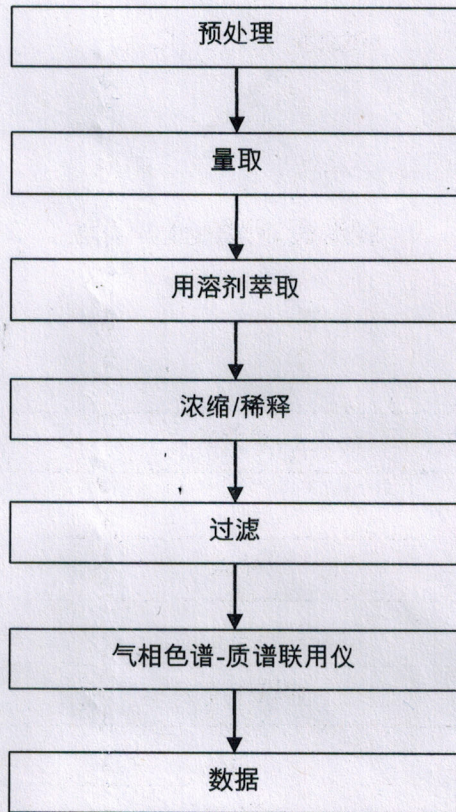 预处理
量取
用溶剂萃取
浓缩/稀释
过滤
气相色谱-质谱联用仪
数据